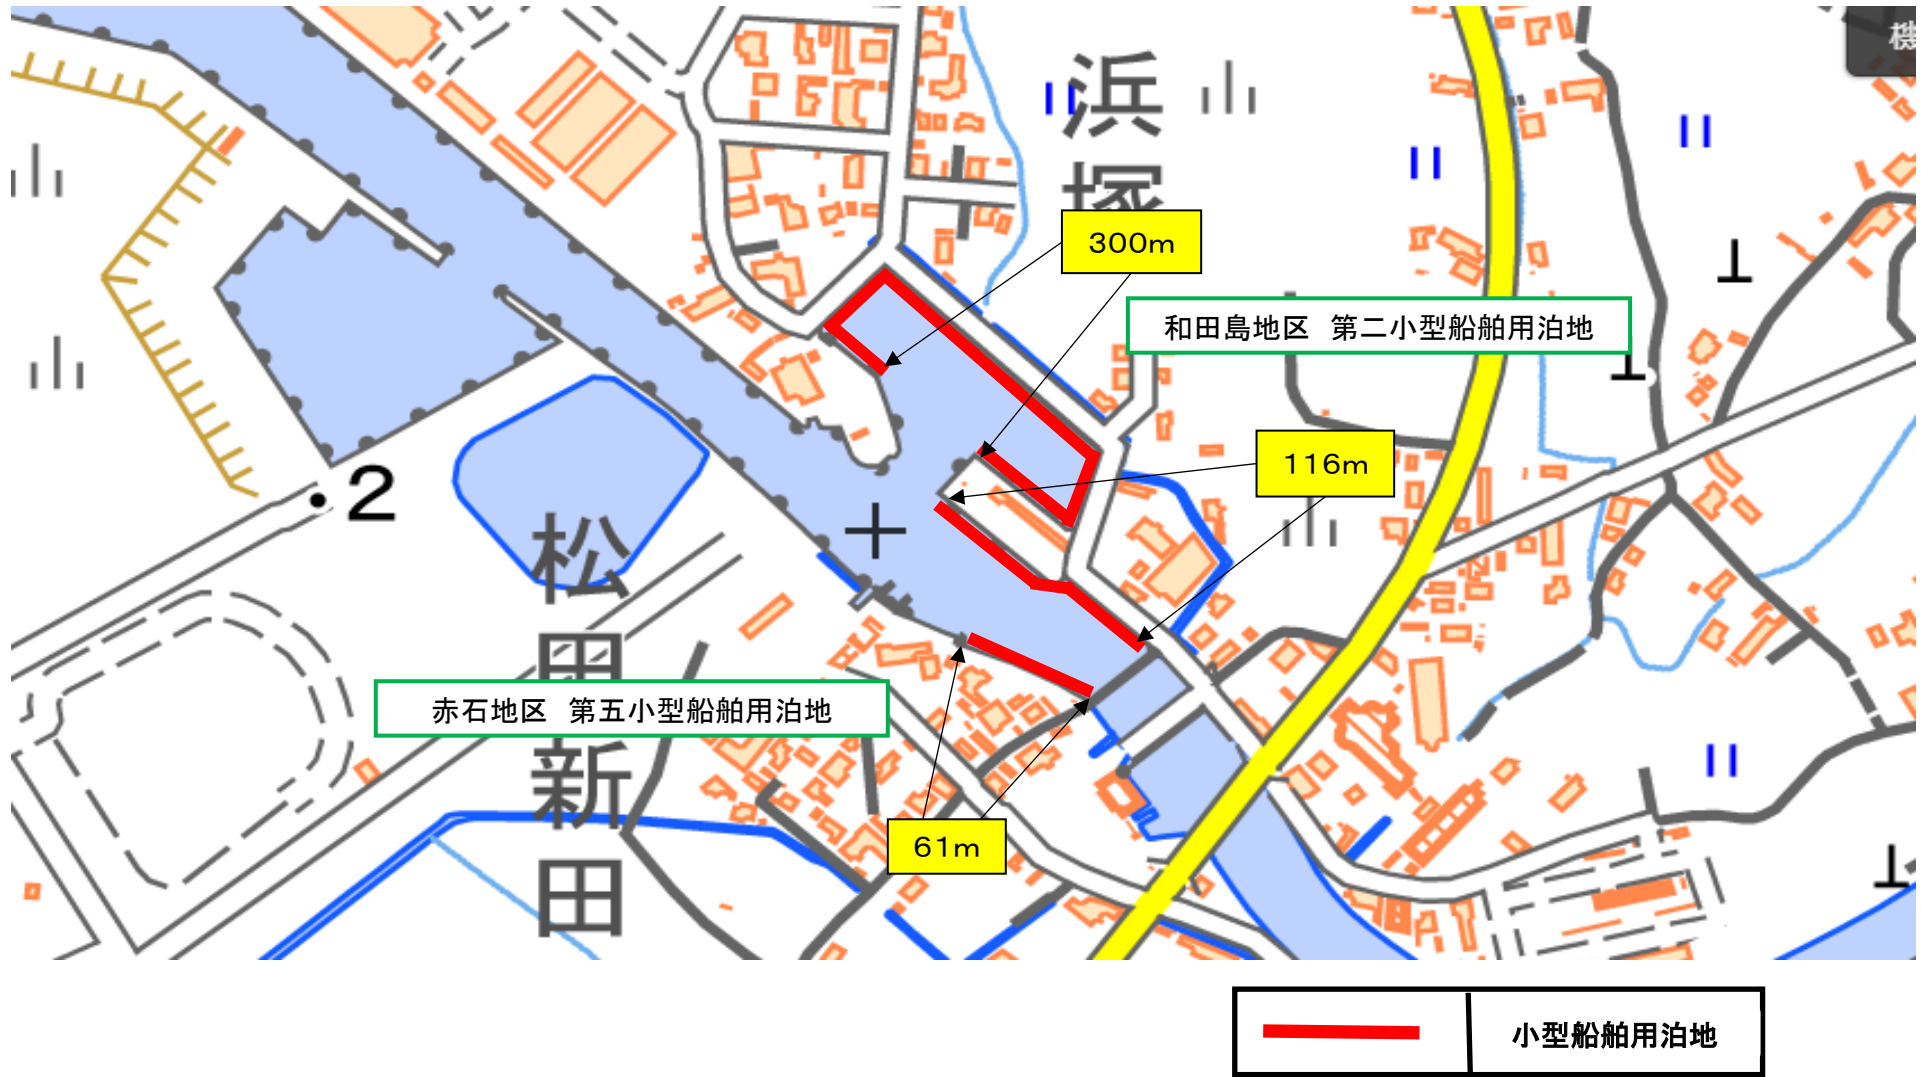 機
浜塚
300m
和田島地区　第二小型船舶用泊地
116m
2
松田新田
赤石地区　第五小型船舶用泊地
61m
小型船舶用泊地